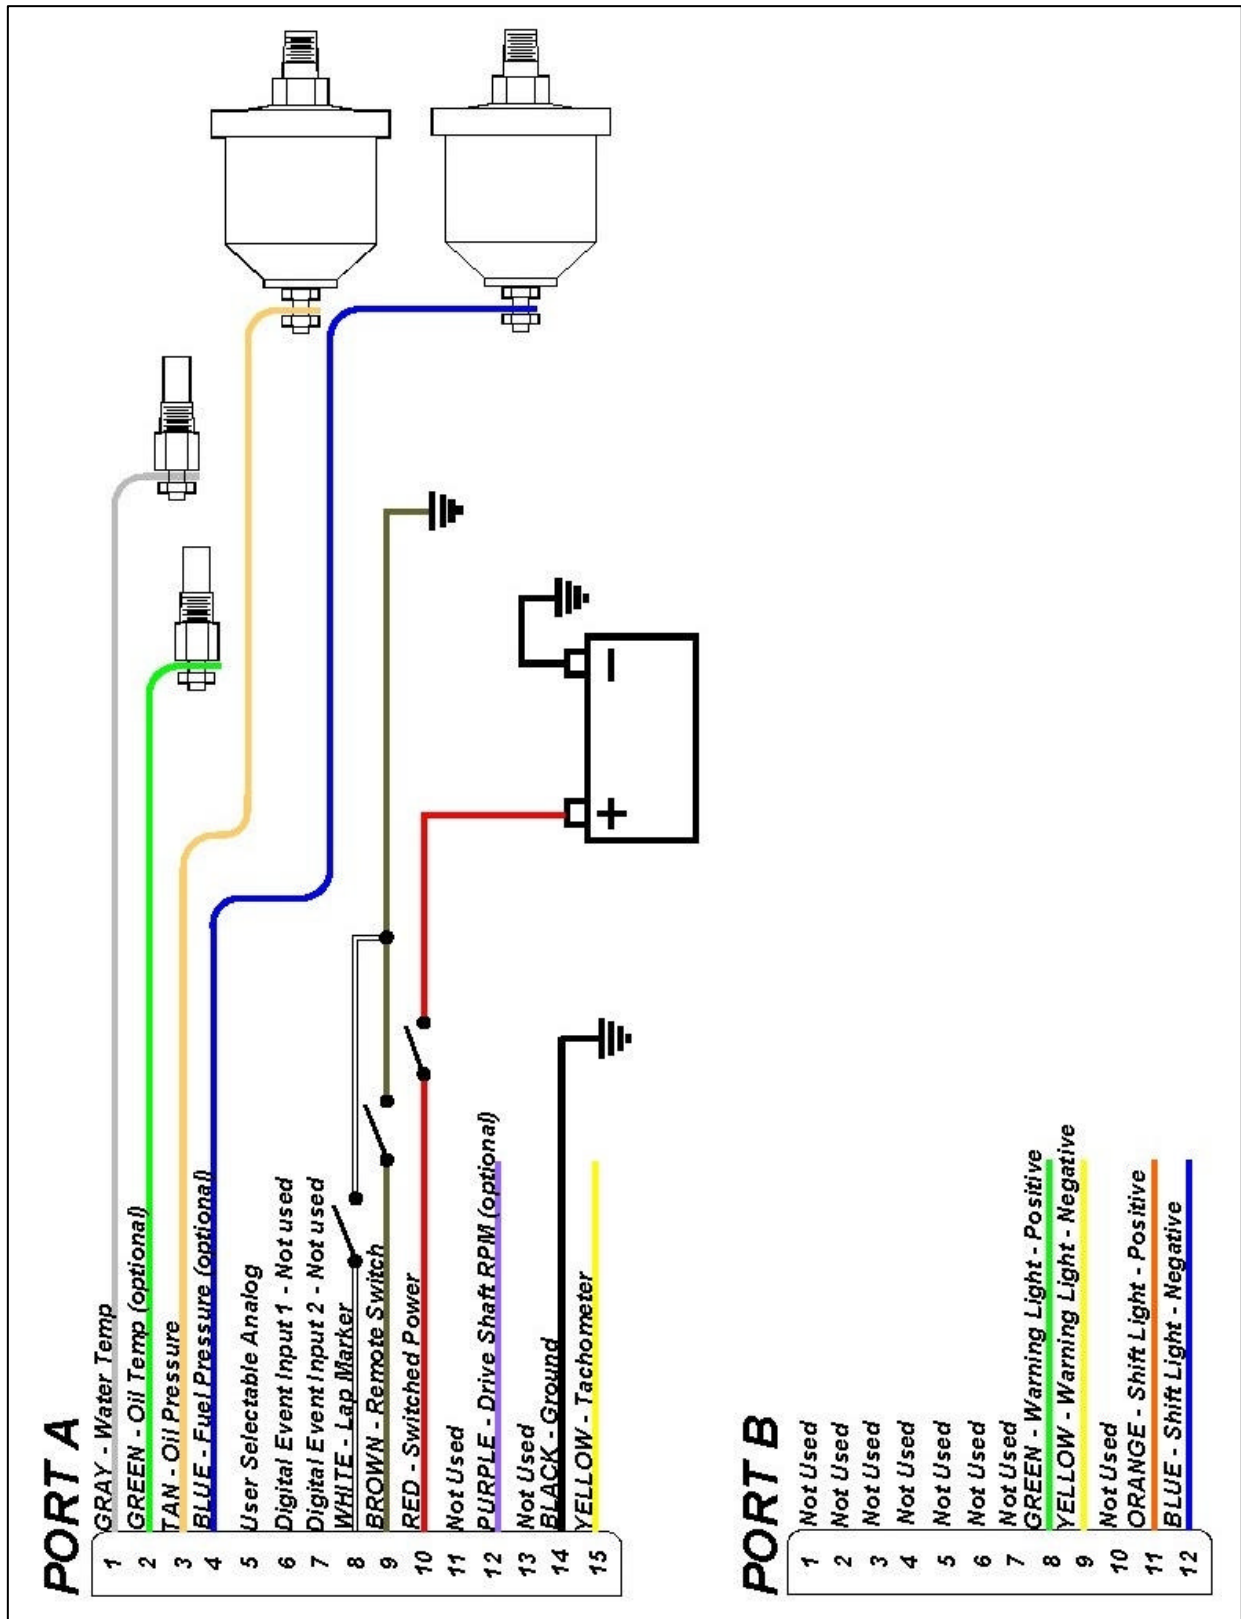 PORT A
1 GRAY - Water Temp
2 GREEN - Oil Temp (optional)
3 TAN - Oil Pressure
4 BLUE - Fuel Pressure (optional)
5 User Selectable Analog
6 Digital Event Input 1 - Not used
7 Digital Event Input 2 - Not used
8 WHITE - Lap Marker
9 BROWN - Remote Switch
10 RED - Switched Power
11 Not Used
12 PURPLE - Drive Shaft RPM (optional)
13 Not Used
14 BLACK - Ground
15 YELLOW - Tachometer
+ -
PORT B
1 Not Used
2 Not Used
3 Not Used
4 Not Used
5 Not Used
6 Not Used
7 Not Used
8 GREEN - Warning Light - Positive
9 YELLOW - Warning Light - Negative
10 Not Used
11 ORANGE - Shift Light - Positive
12 BLUE - Shift Light - Negative